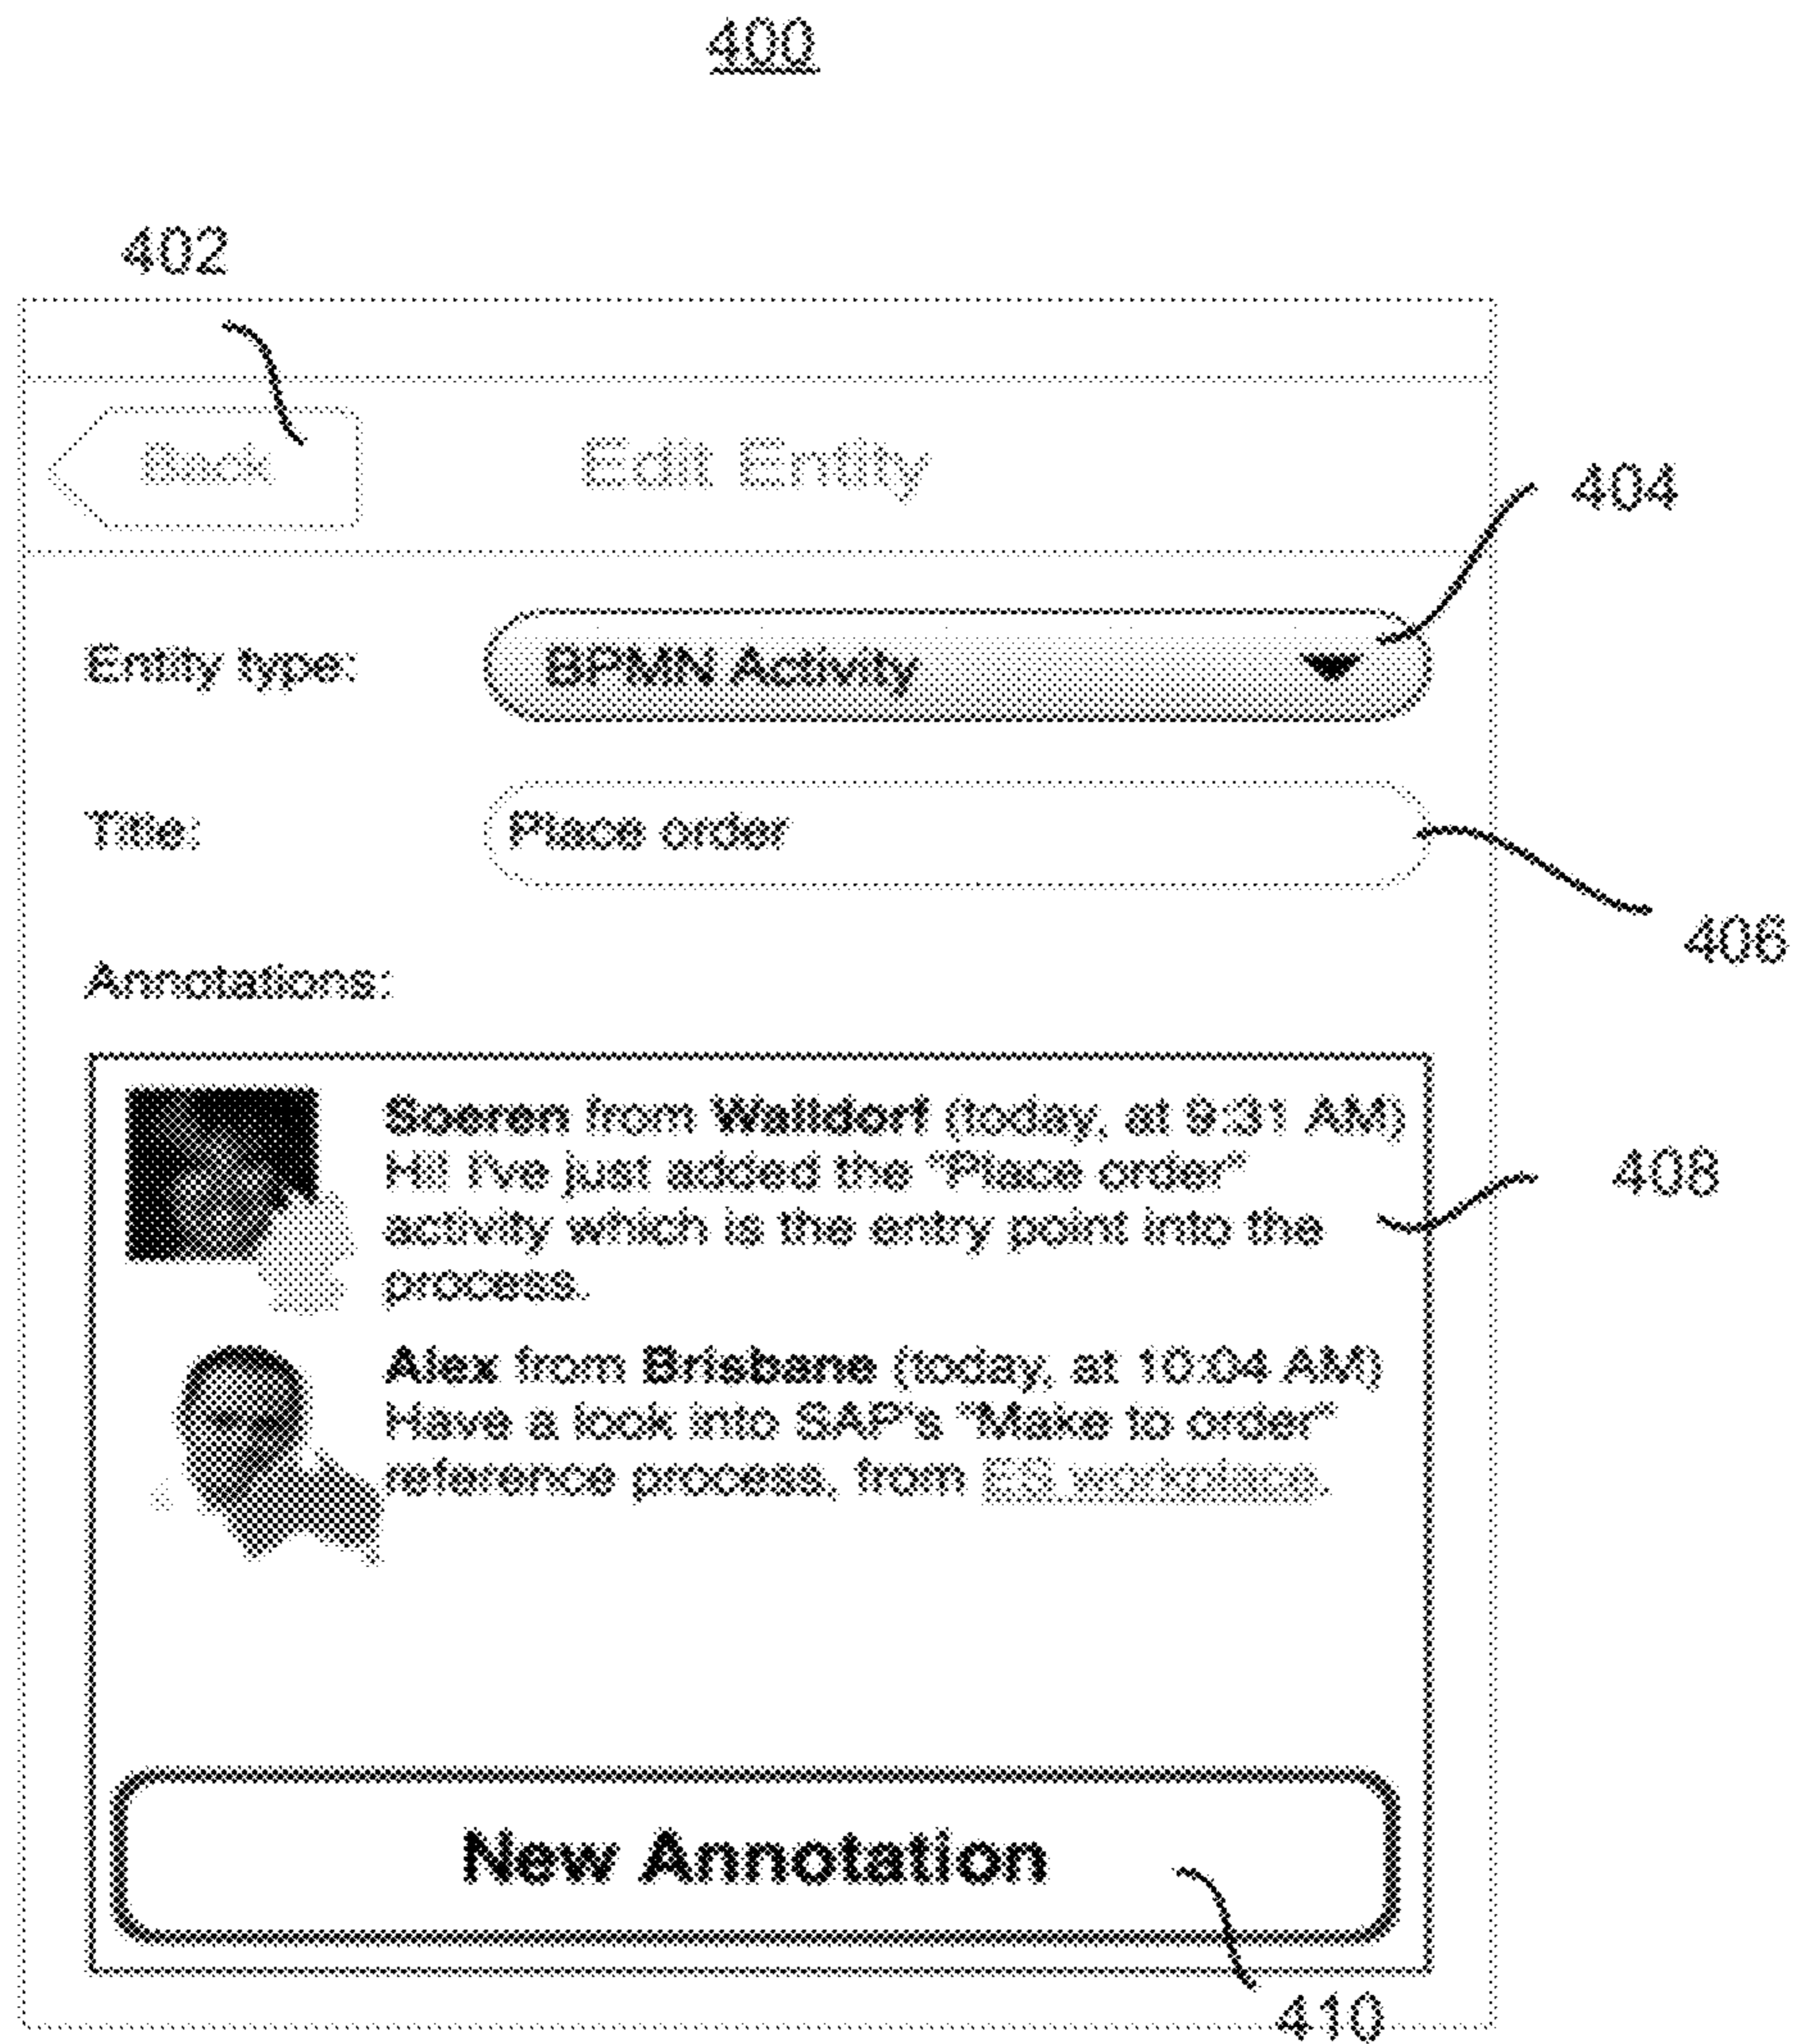 400
402
Back
Edit Entity
404
Entity type:
BPMN Activity
Title:
Place order
406
Annotations:
Soeren from Walldorf (today, at 9:31 AM)
Hi! I've just added the "Place order"
408
activity which is the entry point into the
process.
Alex from Brisbane (today, at 10:04 AM)
Have a look into SAP's "Make to order"
reference process, from ES workplace.
New Annotation
410